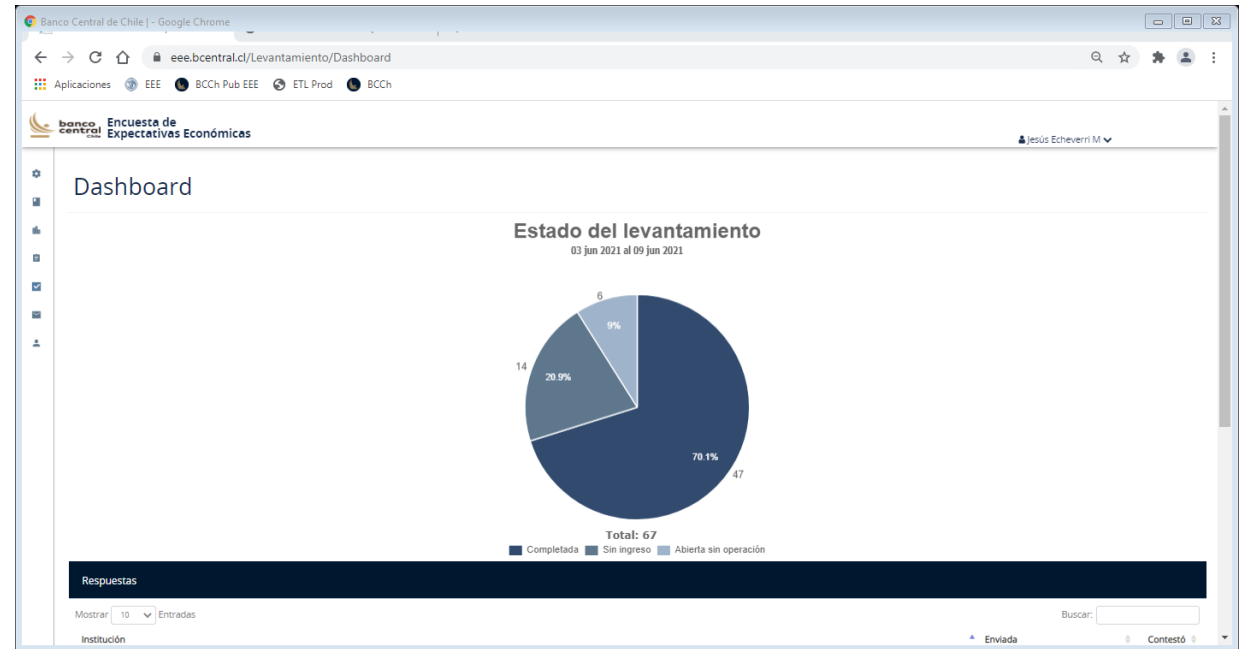 Banco Central de Chile | - Google Chrome
eee.bcentral.cl/Levantamiento/Dashboard
Aplicaciones EEE BCCh Pub EEE ETL Prod BCCh
banco central Chile
Encuesta de
Expectativas Económicas
Jesús Echeverri M
Dashboard
Estado del levantamiento
03 jun 2021 al 09 jun 2021
6
9%
14
20.9%
70.1%
47
Total: 67
Completada Sin ingreso Abierta sin operación
Respuestas
Mostrar 10 Entradas Buscar:
Institución Enviada Contestó